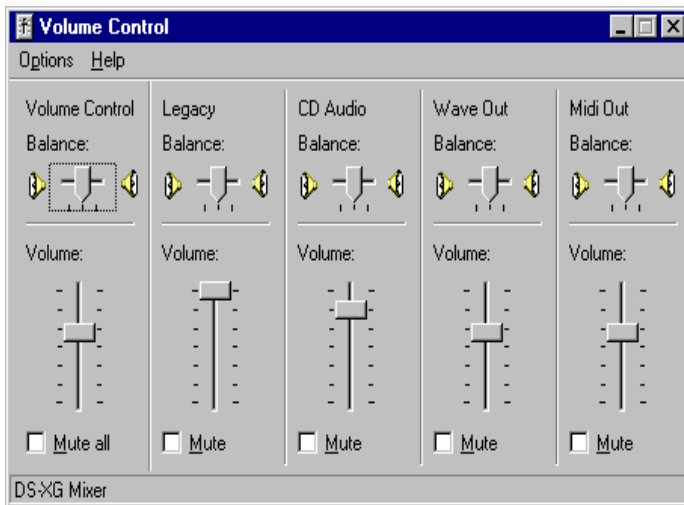 Volume Control
Options Help
Volume Control Legacy CD Audio Wave Out Midi Out
Balance: Balance: Balance: Balance: Balance:
Volume: Volume: Volume: Volume: Volume:
Mute all Mute Mute Mute Mute
DS-XG Mixer